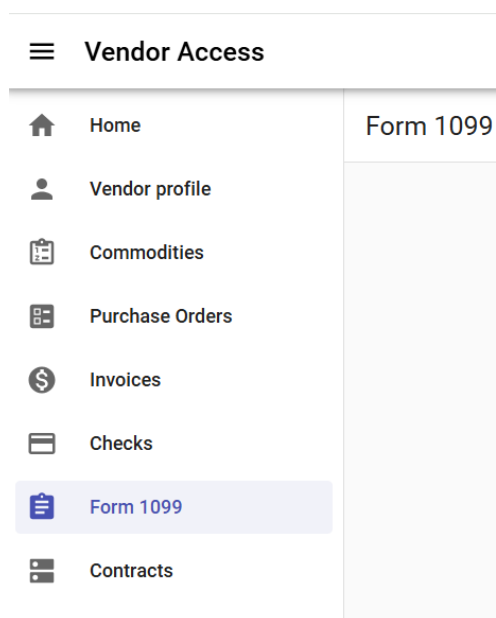 Vendor Access
Home
Form 1099
Vendor profile
Commodities
Purchase Orders
Invoices
Checks
Form 1099
Contracts